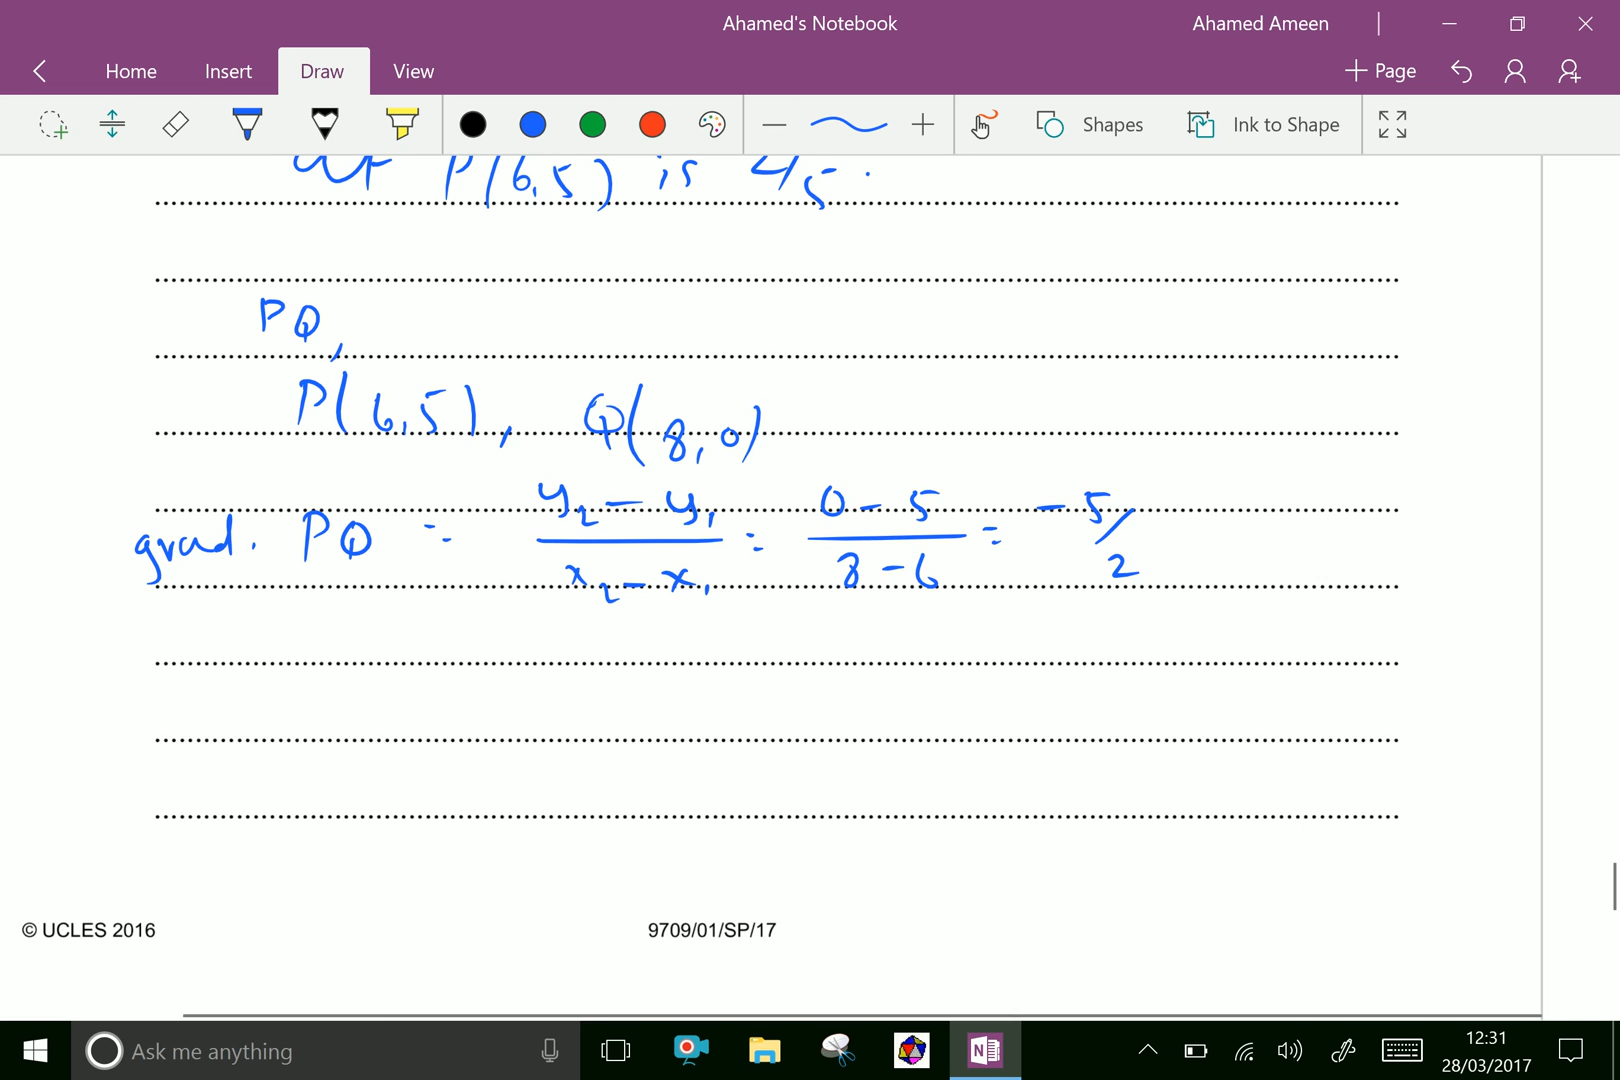 Ahamed's Notebook
Ahamed Ameen
Home Insert Draw View
Page
Shapes
Ink to Shape
at P(6,5) is 2/5.
PQ,
P(6,5), Q(8,0)
grad. PQ = y₂ - y₁ / x₂ - x₁ = 0 - 5 / 8 - 6 = -5/2
© UCLES 2016
9709/01/SP/17
Ask me anything
12:31
28/03/2017